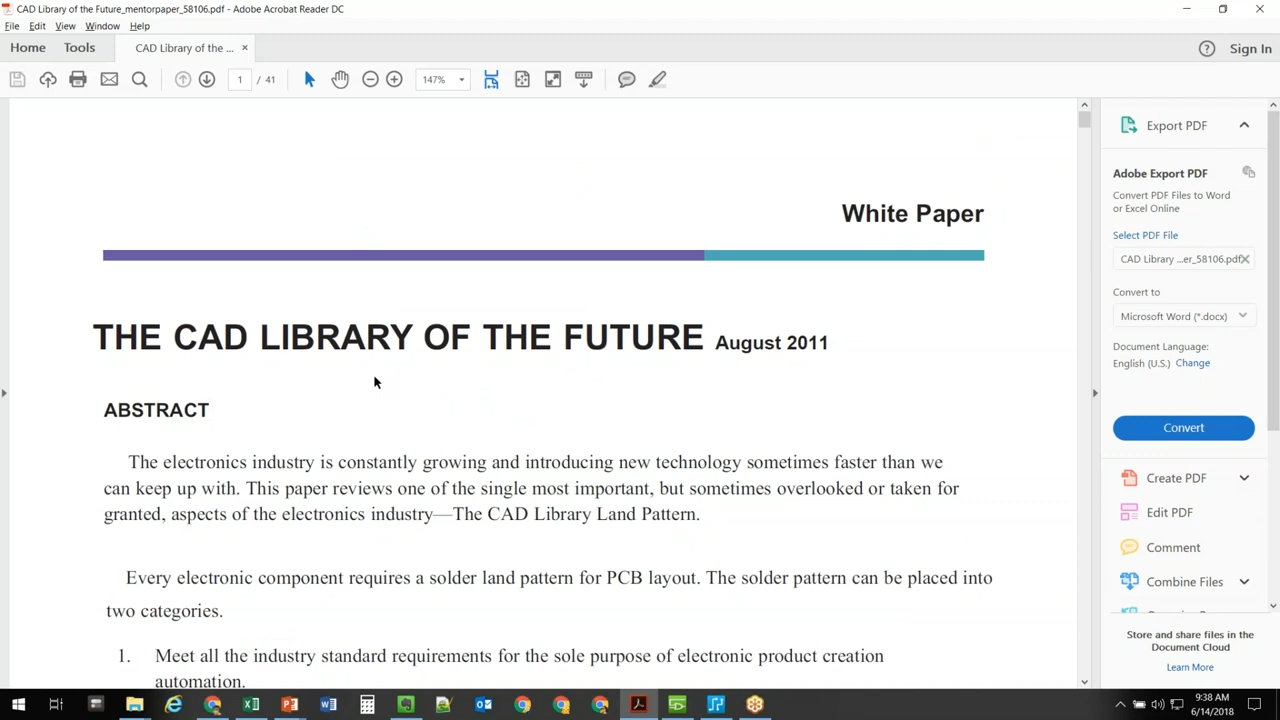 CAD Library of the Future_mentorpaper_58106.pdf - Adobe Acrobat Reader DC
File Edit View Window Help
Home Tools CAD Library of the ... × Sign In
1 / 41 147%
White Paper
THE CAD LIBRARY OF THE FUTURE August 2011
ABSTRACT
The electronics industry is constantly growing and introducing new technology sometimes faster than we
can keep up with. This paper reviews one of the single most important, but sometimes overlooked or taken for
granted, aspects of the electronics industry—The CAD Library Land Pattern.
Every electronic component requires a solder land pattern for PCB layout. The solder pattern can be placed into
two categories.
1. Meet all the industry standard requirements for the sole purpose of electronic product creation
automation.
Export PDF
Adobe Export PDF
Convert PDF Files to Word
or Excel Online
Select PDF File
CAD Library ...er_58106.pdf
Convert to
Microsoft Word (*.docx)
Document Language:
English (U.S.) Change
Convert
Create PDF
Edit PDF
Comment
Combine Files
Store and share files in the
Document Cloud
Learn More
9:38 AM
6/14/2018